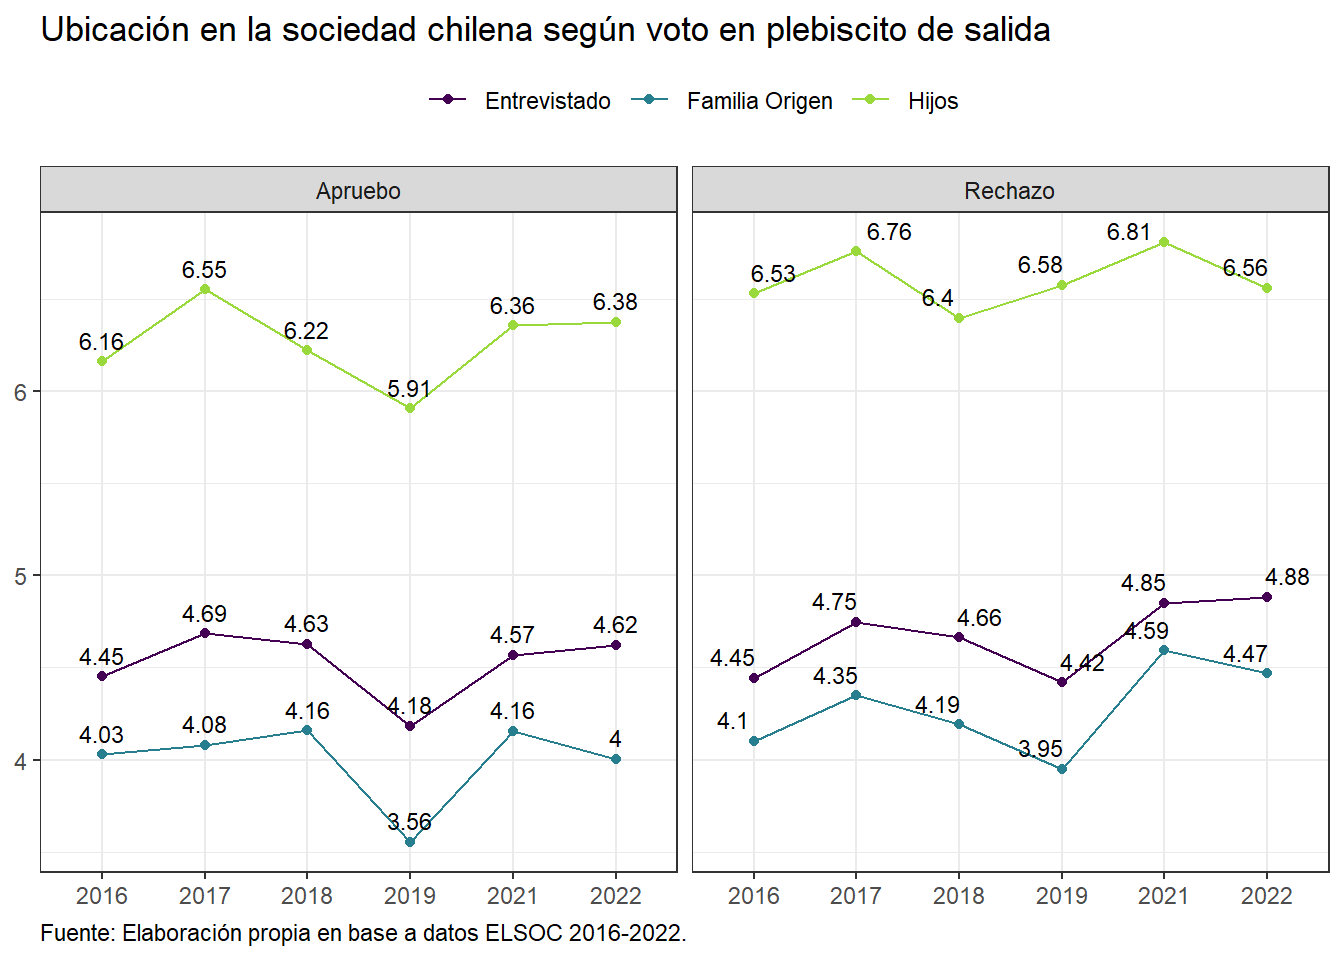 Ubicación en la sociedad chilena según voto en plebiscito de salida
Entrevistado Familia Origen Hijos
Apruebo
6.16 6.55 6.22 5.91 6.36 6.38
4.45 4.69 4.63 4.18 4.57 4.62
4.03 4.08 4.16 3.56 4.16 4
Rechazo
6.53 6.76 6.4 6.58 6.81 6.56
4.45 4.75 4.66 4.42 4.85 4.88
4.1 4.35 4.19 3.95 4.59 4.47
6
5
4
2016 2017 2018 2019 2021 2022
2016 2017 2018 2019 2021 2022
Fuente: Elaboración propia en base a datos ELSOC 2016-2022.